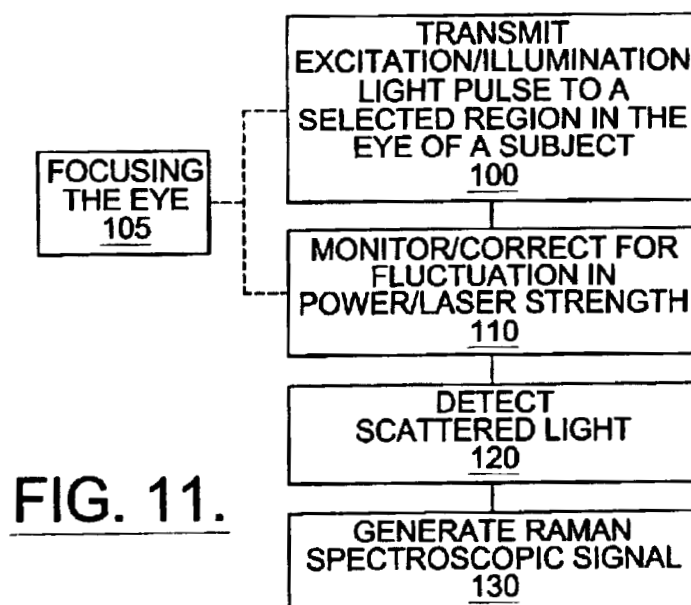 TRANSMIT
EXCITATION/ILLUMINATION
LIGHT PULSE TO A
SELECTED REGION IN THE
EYE OF A SUBJECT
100
FOCUSING
THE EYE
105
MONITOR/CORRECT FOR
FLUCTUATION IN
POWER/LASER STRENGTH
110
DETECT
SCATTERED LIGHT
120
GENERATE RAMAN
SPECTROSCOPIC SIGNAL
130
FIG. 11.